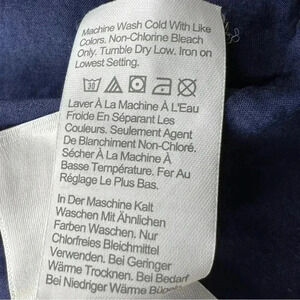 Machine Wash Cold With Like
Colors. Non-Chlorine Bleach
Only. Tumble Dry Low. Iron on
Lowest Setting.
30
Laver À La Machine À L'Eau
Froide En Séparant Les
Couleurs. Seulement Agent
De Blanchiment Non-Chloré.
Sécher À La Machine À
Basse Température. Fer Au
Réglage Le Plus Bas.
In Der Maschine Kalt
Waschen Mit Ähnlichen
Farben Waschen. Nur
Chlorfreies Bleichmittel
Verwenden. Bei Geringer
Wärme Trocknen. Bei Bedarf
Bei Niedriger Wärme Bügeln